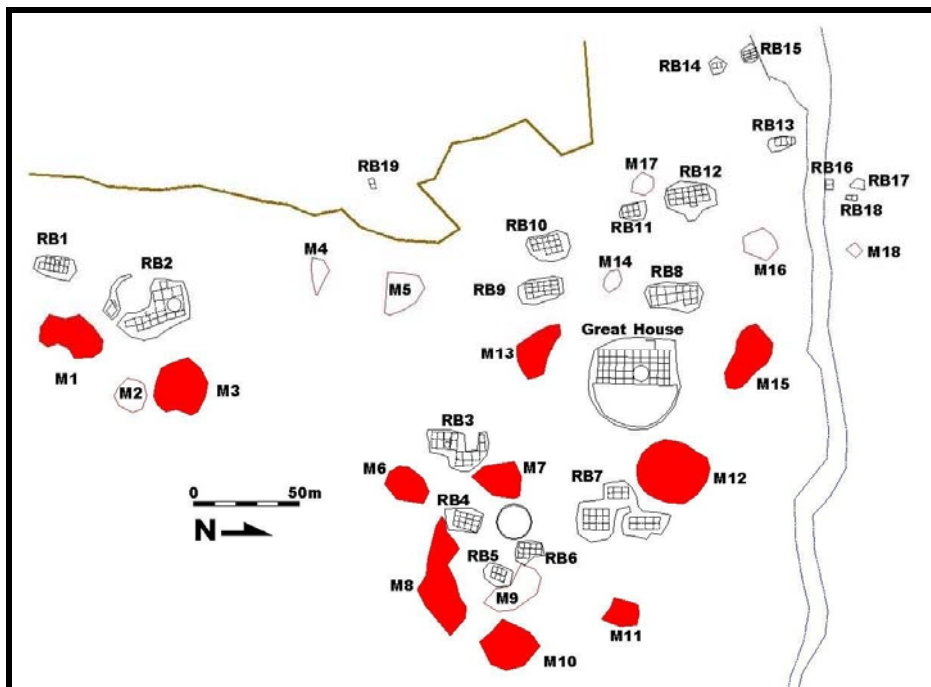 RB15
RB14
RB13
RB19
M17
RB12
RB16
RB17
RB18
RB11
RB10
RB1
RB2
M4
M5
M14
RB8
M16
M18
RB9
Great House
M13
M1
M2
M3
M15
RB3
M6
M7
M12
RB7
0 50m
N
RB4
RB5
RB6
M8
M9
M11
M10